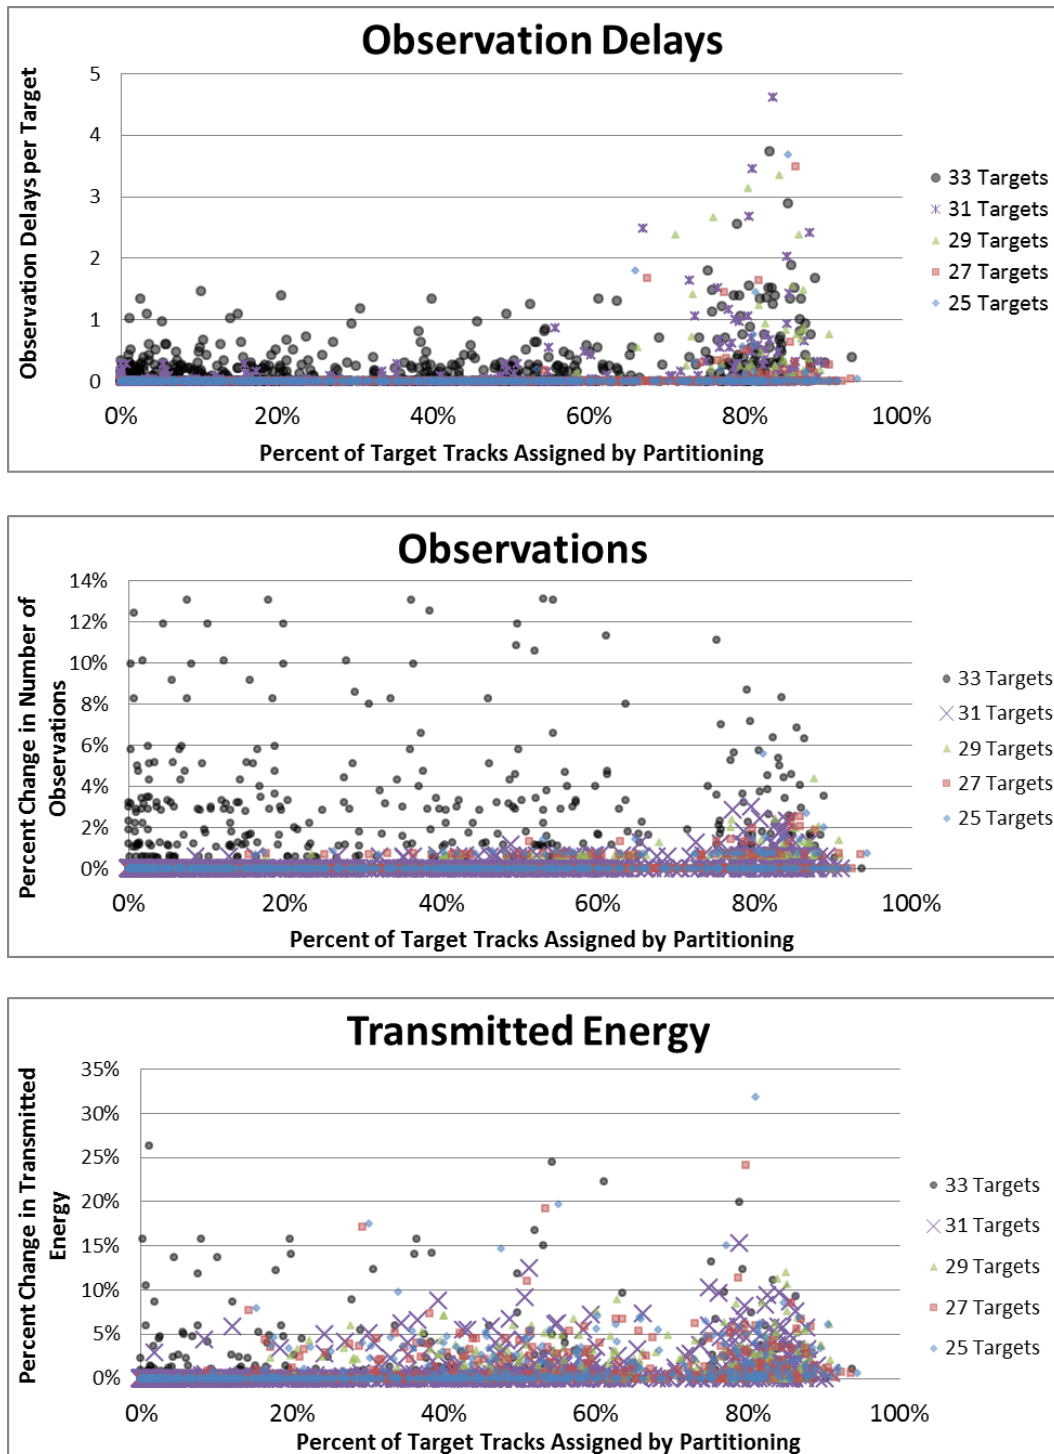 Observation Delays
Observation Delays per Target
5
4
3
2
1
0
0% 20% 40% 60% 80% 100%
Percent of Target Tracks Assigned by Partitioning
33 Targets
31 Targets
29 Targets
27 Targets
25 Targets
Observations
Percent Change in Number of
Observations
14%
12%
10%
8%
6%
4%
2%
0%
0% 20% 40% 60% 80% 100%
Percent of Target Tracks Assigned by Partitioning
33 Targets
31 Targets
29 Targets
27 Targets
25 Targets
Transmitted Energy
Percent Change in Transmitted
Energy
35%
30%
25%
20%
15%
10%
5%
0%
0% 20% 40% 60% 80% 100%
Percent of Target Tracks Assigned by Partitioning
33 Targets
31 Targets
29 Targets
27 Targets
25 Targets